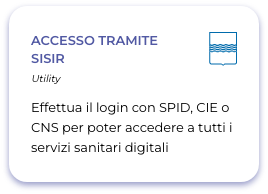 ACCESSO TRAMITE
SISIR
Utility
Effettua il login con SPID, CIE o
CNS per poter accedere a tutti i
servizi sanitari digitali